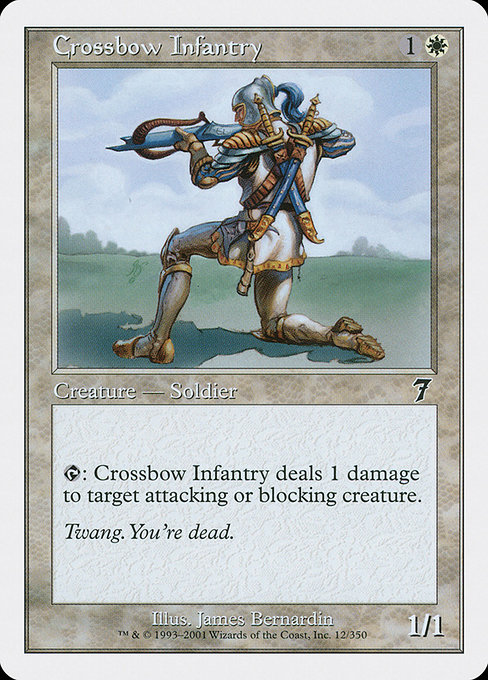 Crossbow Infantry 1
Creature — Soldier 7
: Crossbow Infantry deals 1 damage
to target attacking or blocking creature.
Twang. You're dead.
Illus. James Bernardin
™ & © 1993–2001 Wizards of the Coast, Inc. 12/350
1/1